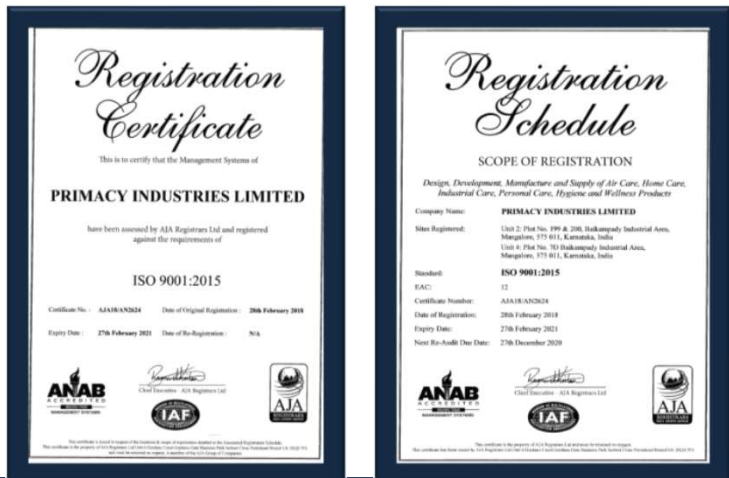 Registration
Certificate
This is to certify that the Management Systems of
PRIMACY INDUSTRIES LIMITED
have been assessed by AJA Registrars Ltd and registered
against the requirements of
ISO 9001:2015
Certificate No. : AJA18/AN2624 Date of Original Registration : 28th February 2018
Expiry Date : 27th February 2021 Date of Re-Registration : N/A
Chief Executive - AJA Registrars Ltd
ANAB
ACCREDITED
MANAGEMENT SYSTEMS
IAF
AJA
REGISTRARS
Registration
Schedule
SCOPE OF REGISTRATION
Design, Development, Manufacture and Supply of Air Care, Home Care,
Industrial Care, Personal Care, Hygiene and Wellness Products
Company Name: PRIMACY INDUSTRIES LIMITED
Sites Registered: Unit 2: Plot No. 199 & 200, Baikampady Industrial Area,
Mangalore, 575 011, Karnataka, India
Unit 4: Plot No. 7D Baikampady Industrial Area,
Mangalore, 575 011, Karnataka, India
Standard: ISO 9001:2015
EAC: 12
Certificate Number: AJA18/AN2624
Date of Registration: 28th February 2018
Expiry Date: 27th February 2021
Next Re-Audit Due Date: 27th December 2020
Chief Executive - AJA Registrars Ltd
ANAB
ACCREDITED
MANAGEMENT SYSTEMS
IAF
AJA
REGISTRARS